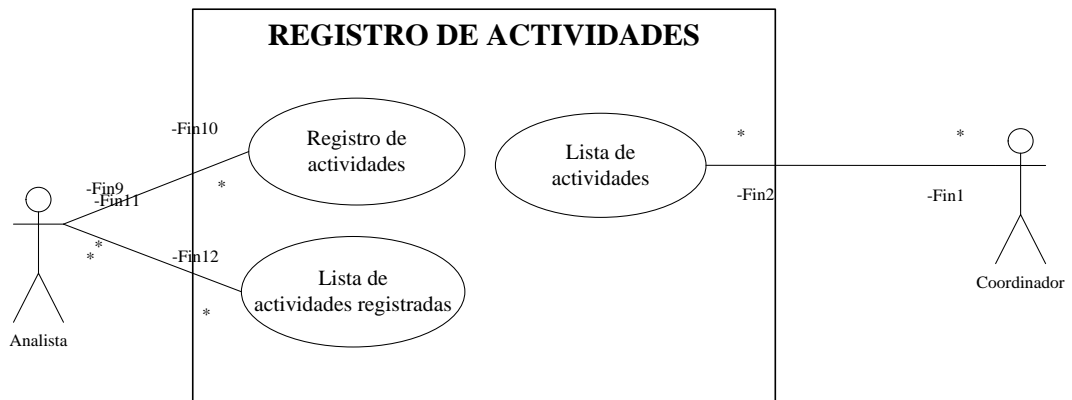 REGISTRO DE ACTIVIDADES
-Fin10
Registro de
actividades
*
-Fin9
-Fin11
*
*
-Fin12
Lista de
actividades registradas
*
Analista
Lista de
actividades
*
*
-Fin2
-Fin1
Coordinador